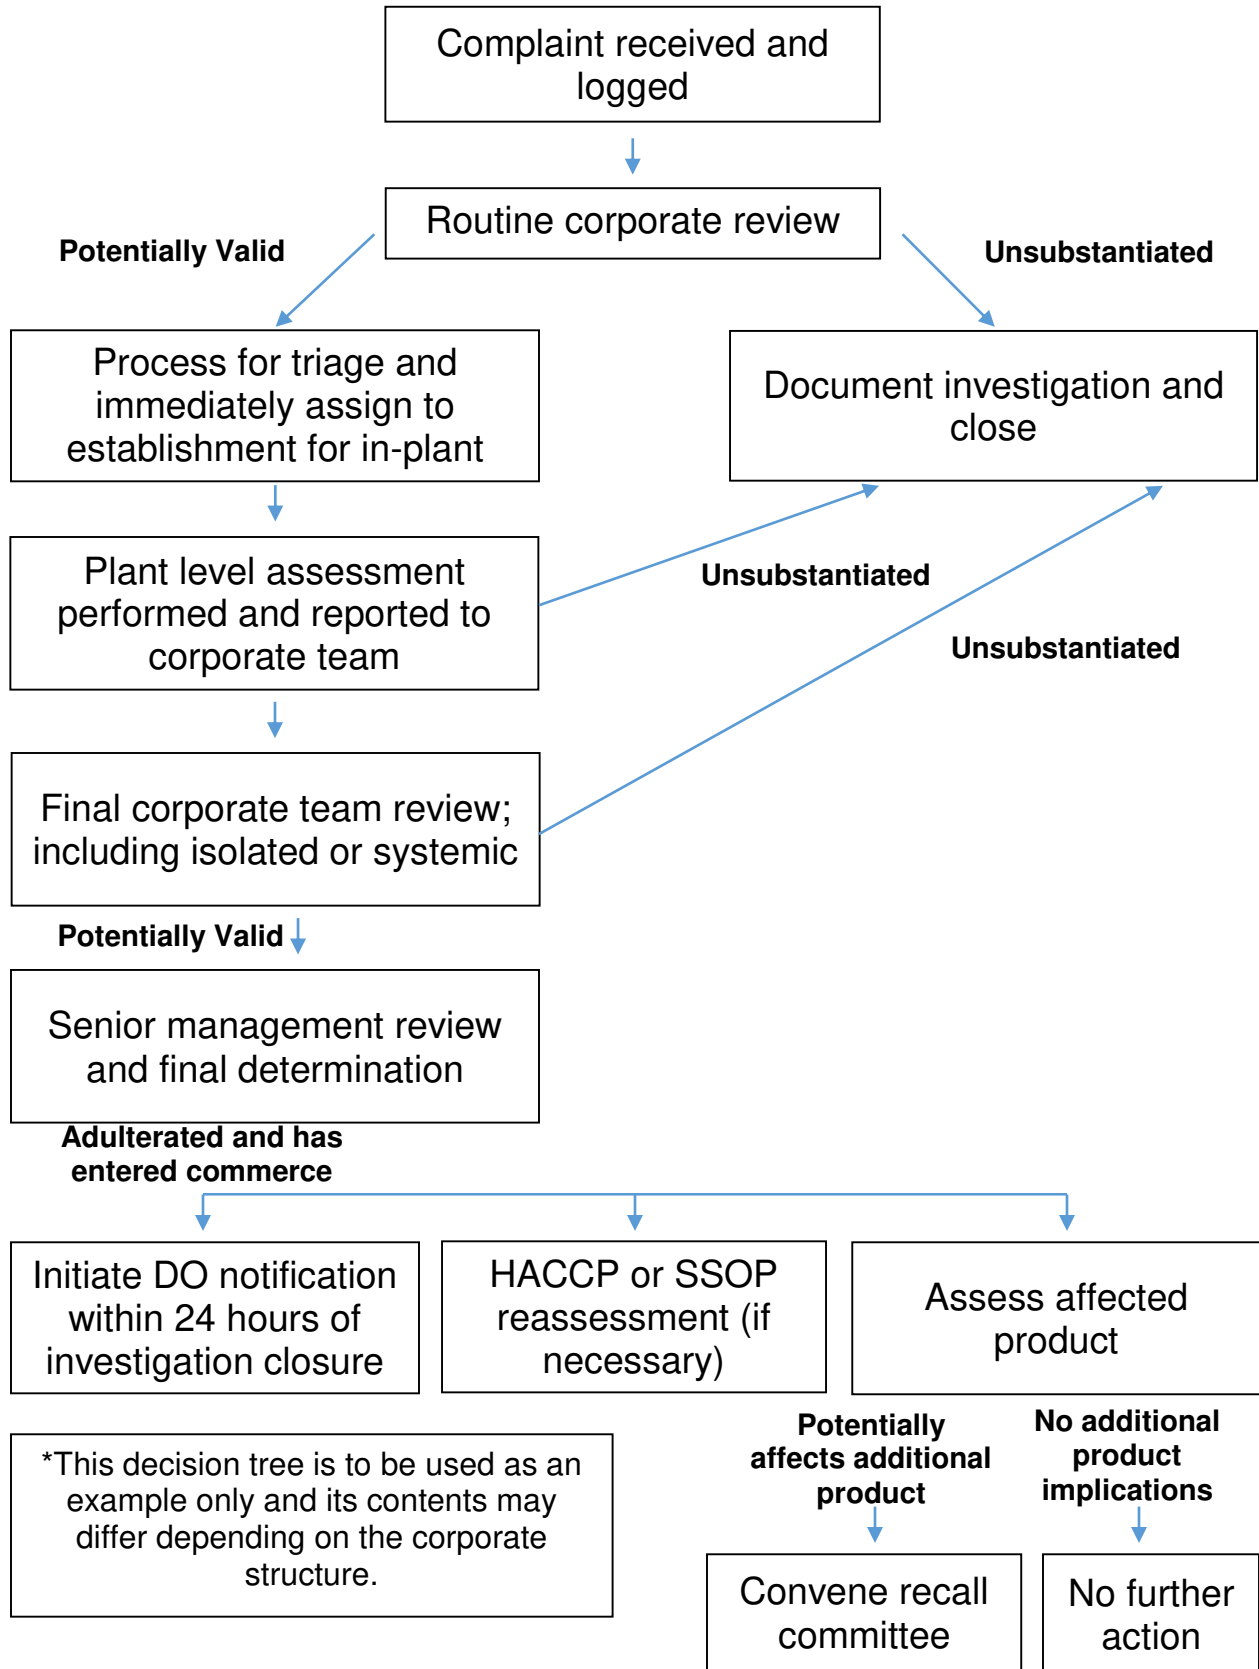 Complaint received and
logged
Routine corporate review
Potentially Valid
Unsubstantiated
Process for triage and
immediately assign to
establishment for in-plant
Document investigation and
close
Plant level assessment
performed and reported to
corporate team
Unsubstantiated
Unsubstantiated
Final corporate team review;
including isolated or systemic
Potentially Valid
Senior management review
and final determination
Adulterated and has
entered commerce
Initiate DO notification
within 24 hours of
investigation closure
HACCP or SSOP
reassessment (if
necessary)
Assess affected
product
Potentially
affects additional
product
No additional
product
implications
*This decision tree is to be used as an
example only and its contents may
differ depending on the corporate
structure.
Convene recall
committee
No further
action